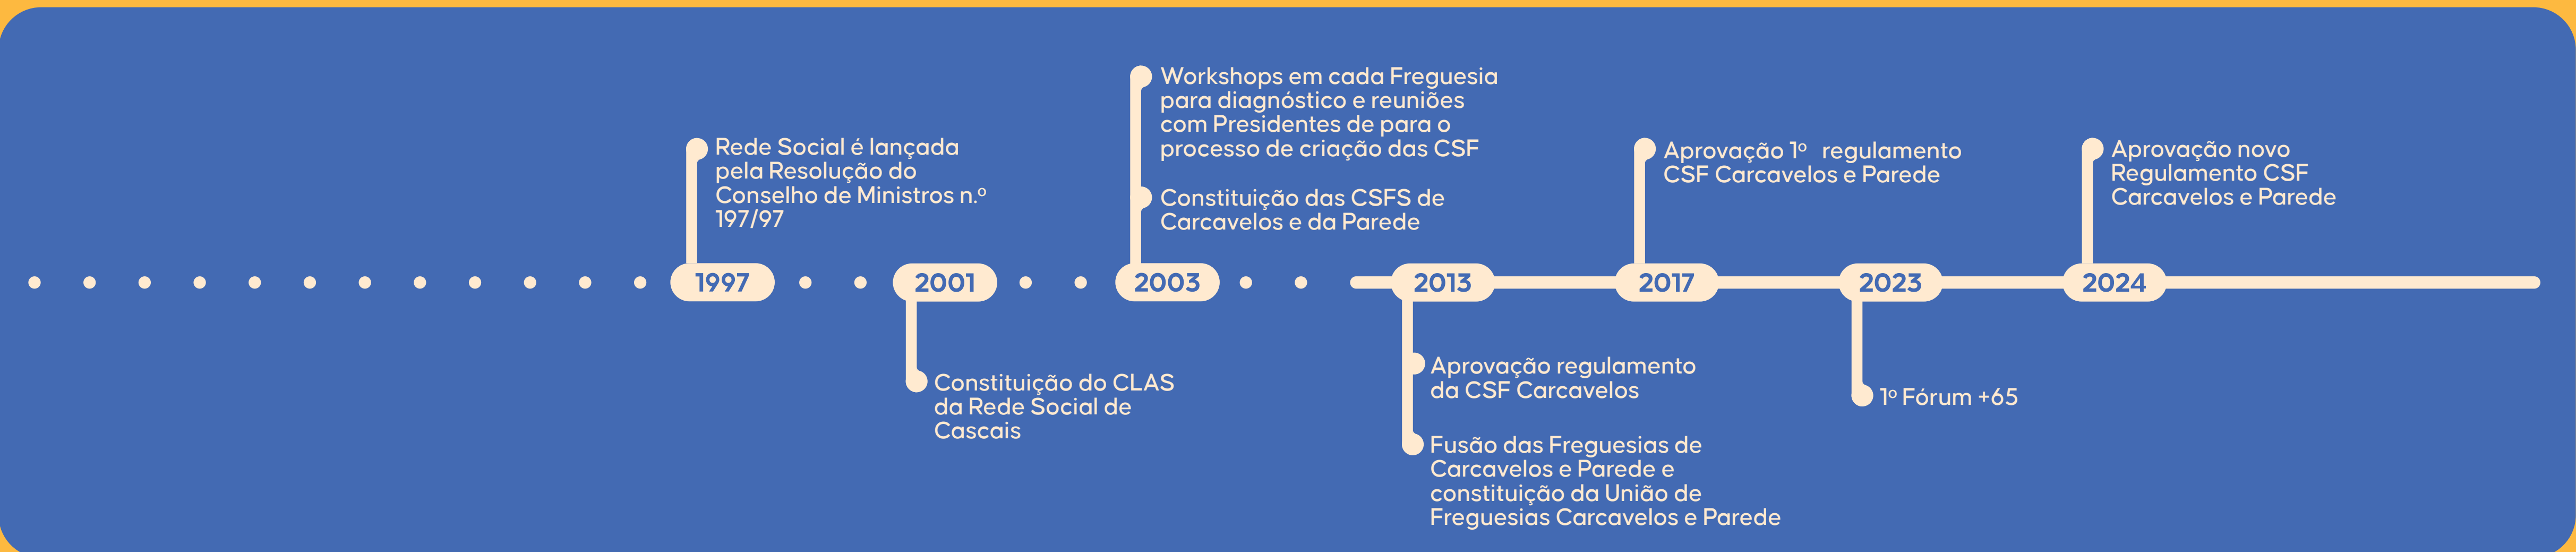 Workshops em cada Freguesia
para diagnóstico e reuniões
com Presidentes de para o
processo de criação das CSF
Constituição das CSFS de
Carcavelos e da Parede
Rede Social é lançada
pela Resolução do
Conselho de Ministros n.º
197/97
Aprovação 1º regulamento
CSF Carcavelos e Parede
Aprovação novo
Regulamento CSF
Carcavelos e Parede
1997
2001
2003
2013
2017
2023
2024
Constituição do CLAS
da Rede Social de
Cascais
Aprovação regulamento
da CSF Carcavelos
Fusão das Freguesias de
Carcavelos e Parede e
constituição da União de
Freguesias Carcavelos e Parede
1º Fórum +65